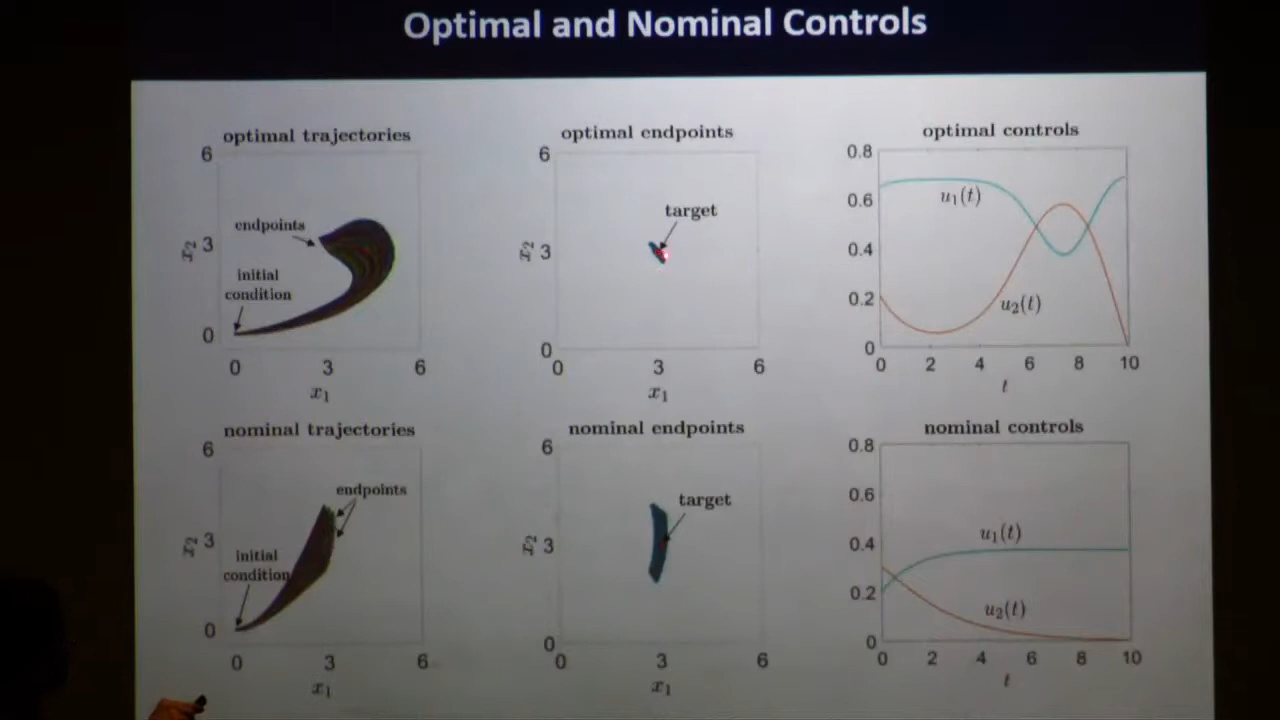 Optimal and Nominal Controls
optimal trajectories
6
3
0
x₂
endpoints
initial
condition
0 3 6
x₁
optimal endpoints
6
3
0
x₂
target
0 3 6
x₁
optimal controls
0.8
0.6
0.4
0.2
0
u₁(t)
u₂(t)
0 2 4 6 8 10
t
nominal trajectories
6
3
0
x₂
endpoints
initial
condition
0 3 6
x₁
nominal endpoints
6
3
0
x₂
target
0 3 6
x₁
nominal controls
0.8
0.6
0.4
0.2
0
u₁(t)
u₂(t)
0 2 4 6 8 10
t